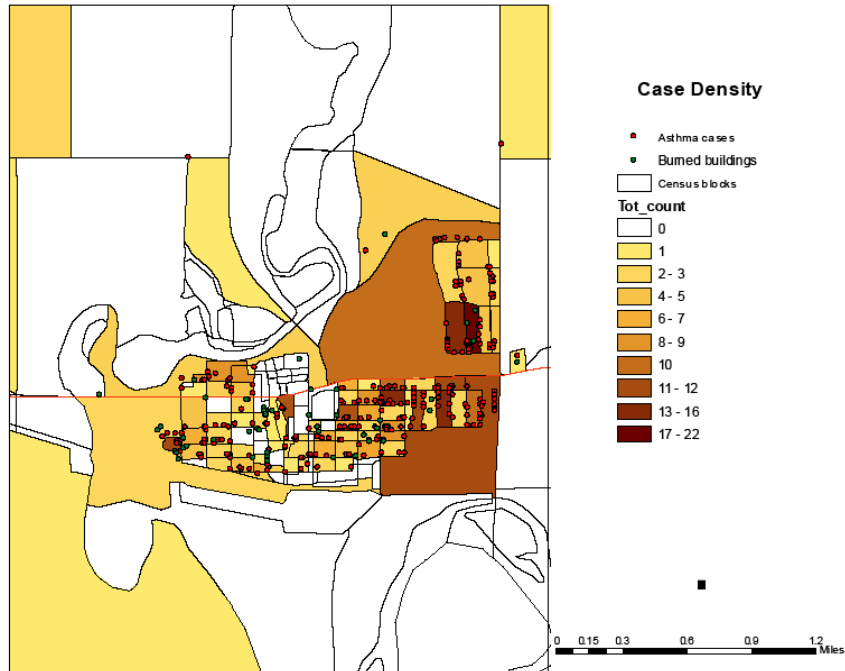 Case Density
Asthma cases
Burned buildings
Census blocks
Tot_count
0
1
2 - 3
4 - 5
6 - 7
8 - 9
10
11 - 12
13 - 16
17 - 22
0 0.15 0.3 0.6 0.9 1.2
Miles